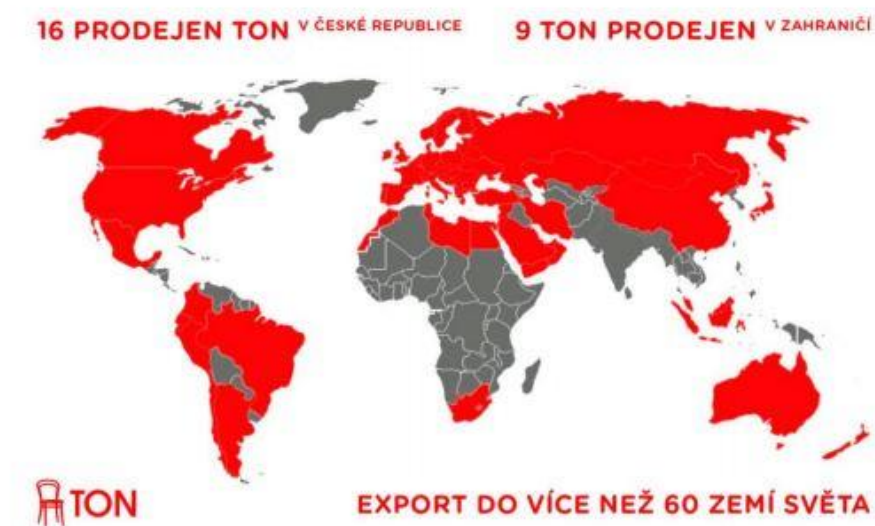 16 PRODEJEN TON V ČESKÉ REPUBLICE
9 TON PRODEJEN V ZAHRANIČÍ
TON
EXPORT DO VÍCE NEŽ 60 ZEMÍ SVĚTA